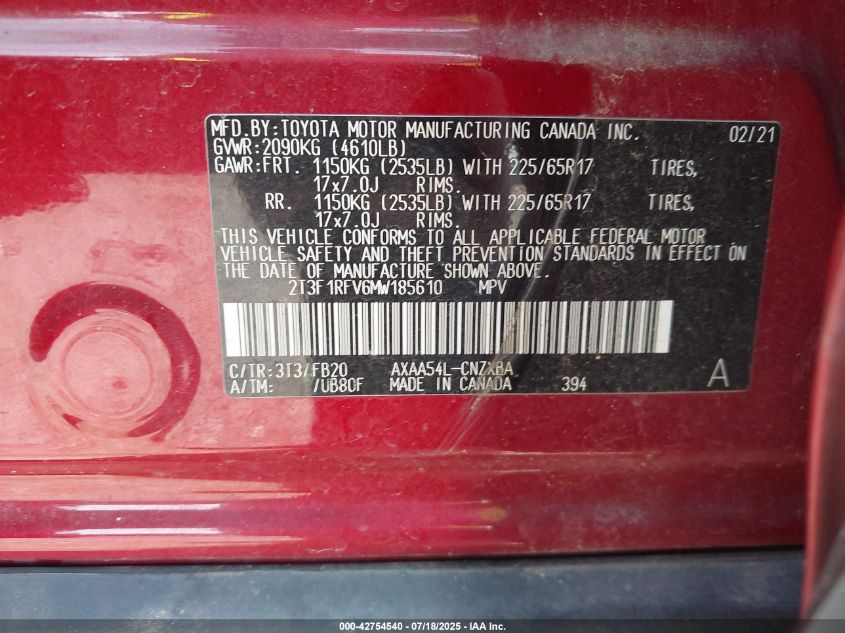 MFD.BY:TOYOTA MOTOR MANUFACTURING CANADA INC. 02/21
GVWR:2090KG (4610LB)
GAWR:FRT. 1150KG (2535LB) WITH 225/65R17 TIRES,
17x7.0J RIMS.
RR. 1150KG (2535LB) WITH 225/65R17 TIRES,
17x7.0J RIMS.
THIS VEHICLE CONFORMS TO ALL APPLICABLE FEDERAL MOTOR
VEHICLE SAFETY AND THEFT PREVENTION STANDARDS IN EFFECT ON
THE DATE OF MANUFACTURE SHOWN ABOVE.
2T3F1RFV6MW185610 MPV
C/TR:3T3/FB20 AXAA54L-CNZXBA A
A/TM: /UB80F MADE IN CANADA 394
000-42754540 / 07/18/2025 - IAA Inc.